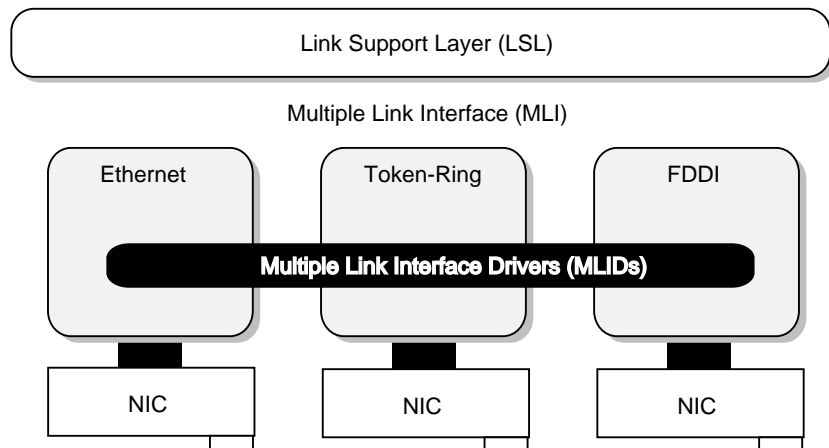 Link Support Layer (LSL)
Multiple Link Interface (MLI)
Ethernet
Token-Ring
FDDI
Multiple Link Interface Drivers (MLIDs)
NIC
NIC
NIC